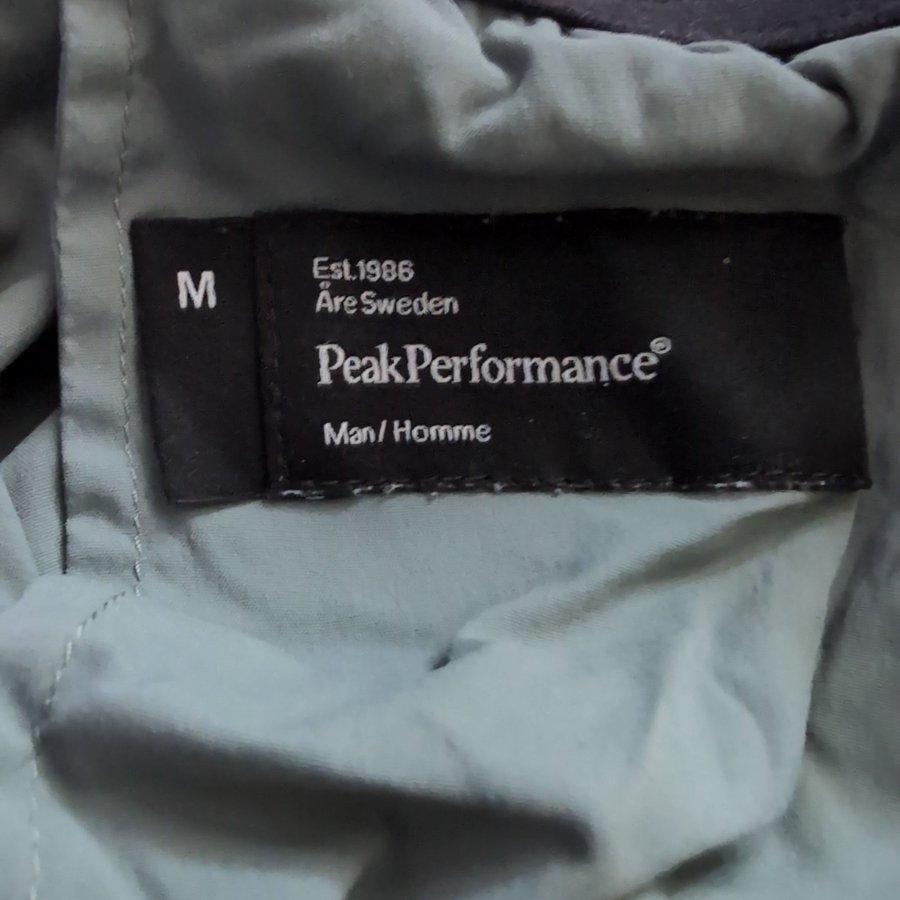 M
Est.1986
Åre Sweden
PeakPerformance®
Man/Homme